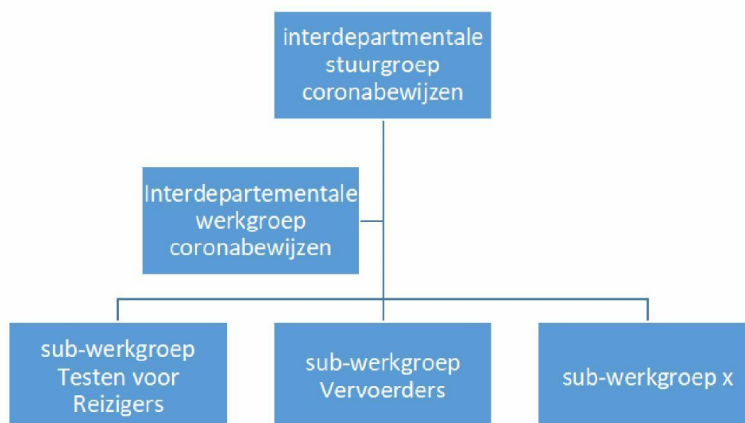 interdepartmentale
stuurgroep
coronabewijzen
Interdepartementale
werkgroep
coronabewijzen
sub-werkgroep
Testen voor
Reizigers
sub-werkgroep
Vervoerders
sub-werkgroep x